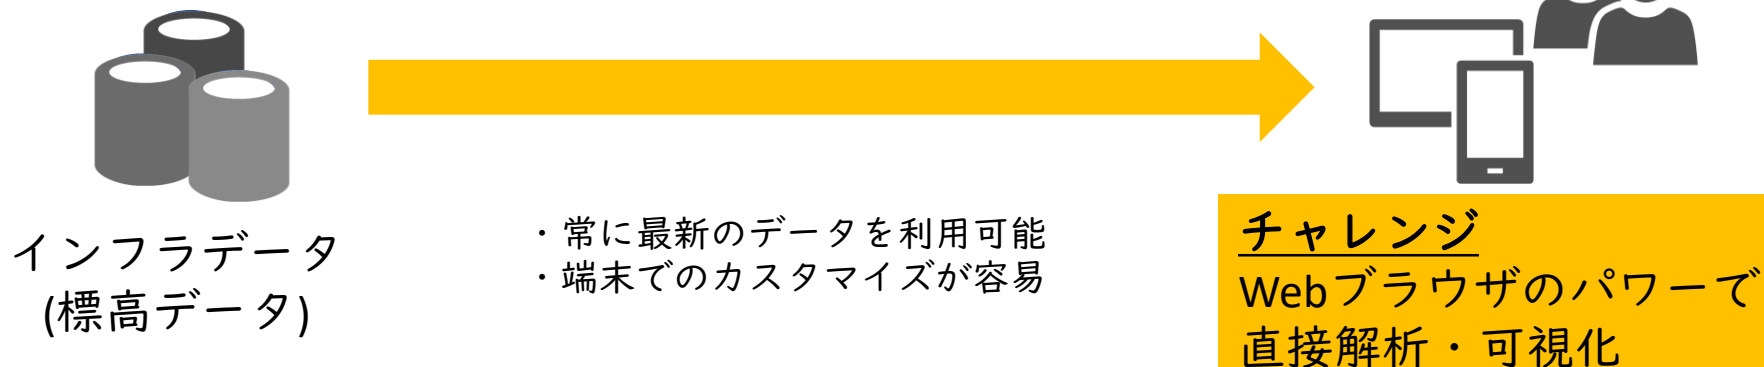 インフラデータ
(標高データ)
・常に最新のデータを利用可能
・端末でのカスタマイズが容易
チャレンジ
Webブラウザのパワーで
直接解析・可視化